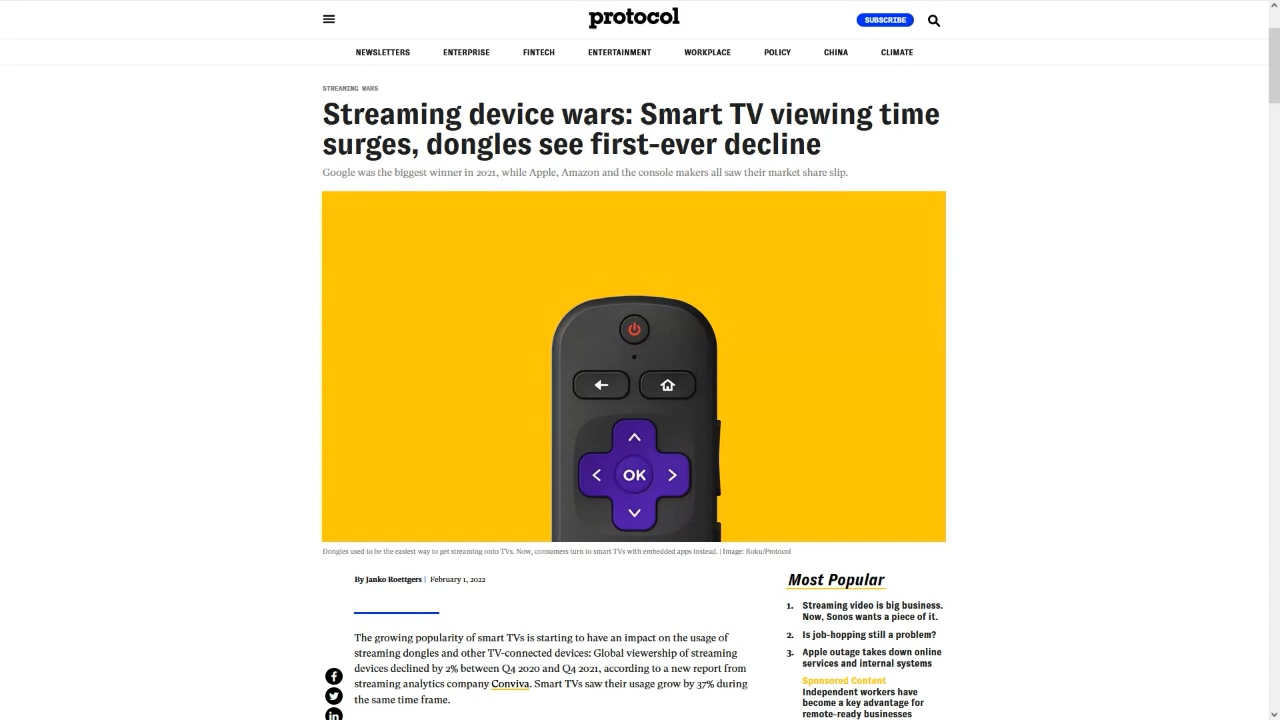 protocol
SUBSCRIBE
NEWSLETTERS ENTERPRISE FINTECH ENTERTAINMENT WORKPLACE POLICY CHINA CLIMATE
STREAMING WARS
Streaming device wars: Smart TV viewing time
surges, dongles see first-ever decline
Google was the biggest winner in 2021, while Apple, Amazon and the console makers all saw their market share slip.
OK
Dongles used to be the easiest way to get streaming onto TVs. Now, consumers turn to smart TVs with embedded apps instead. | Image: Roku/Protocol
By Janko Roettgers | February 1, 2022
The growing popularity of smart TVs is starting to have an impact on the usage of
streaming dongles and other TV-connected devices: Global viewership of streaming
devices declined by 2% between Q4 2020 and Q4 2021, according to a new report from
streaming analytics company Conviva. Smart TVs saw their usage grow by 37% during
the same time frame.
Most Popular
1. Streaming video is big business.
Now, Sonos wants a piece of it.
2. Is job-hopping still a problem?
3. Apple outage takes down online
services and internal systems
Sponsored Content
Independent workers have
become a key advantage for
remote-ready businesses